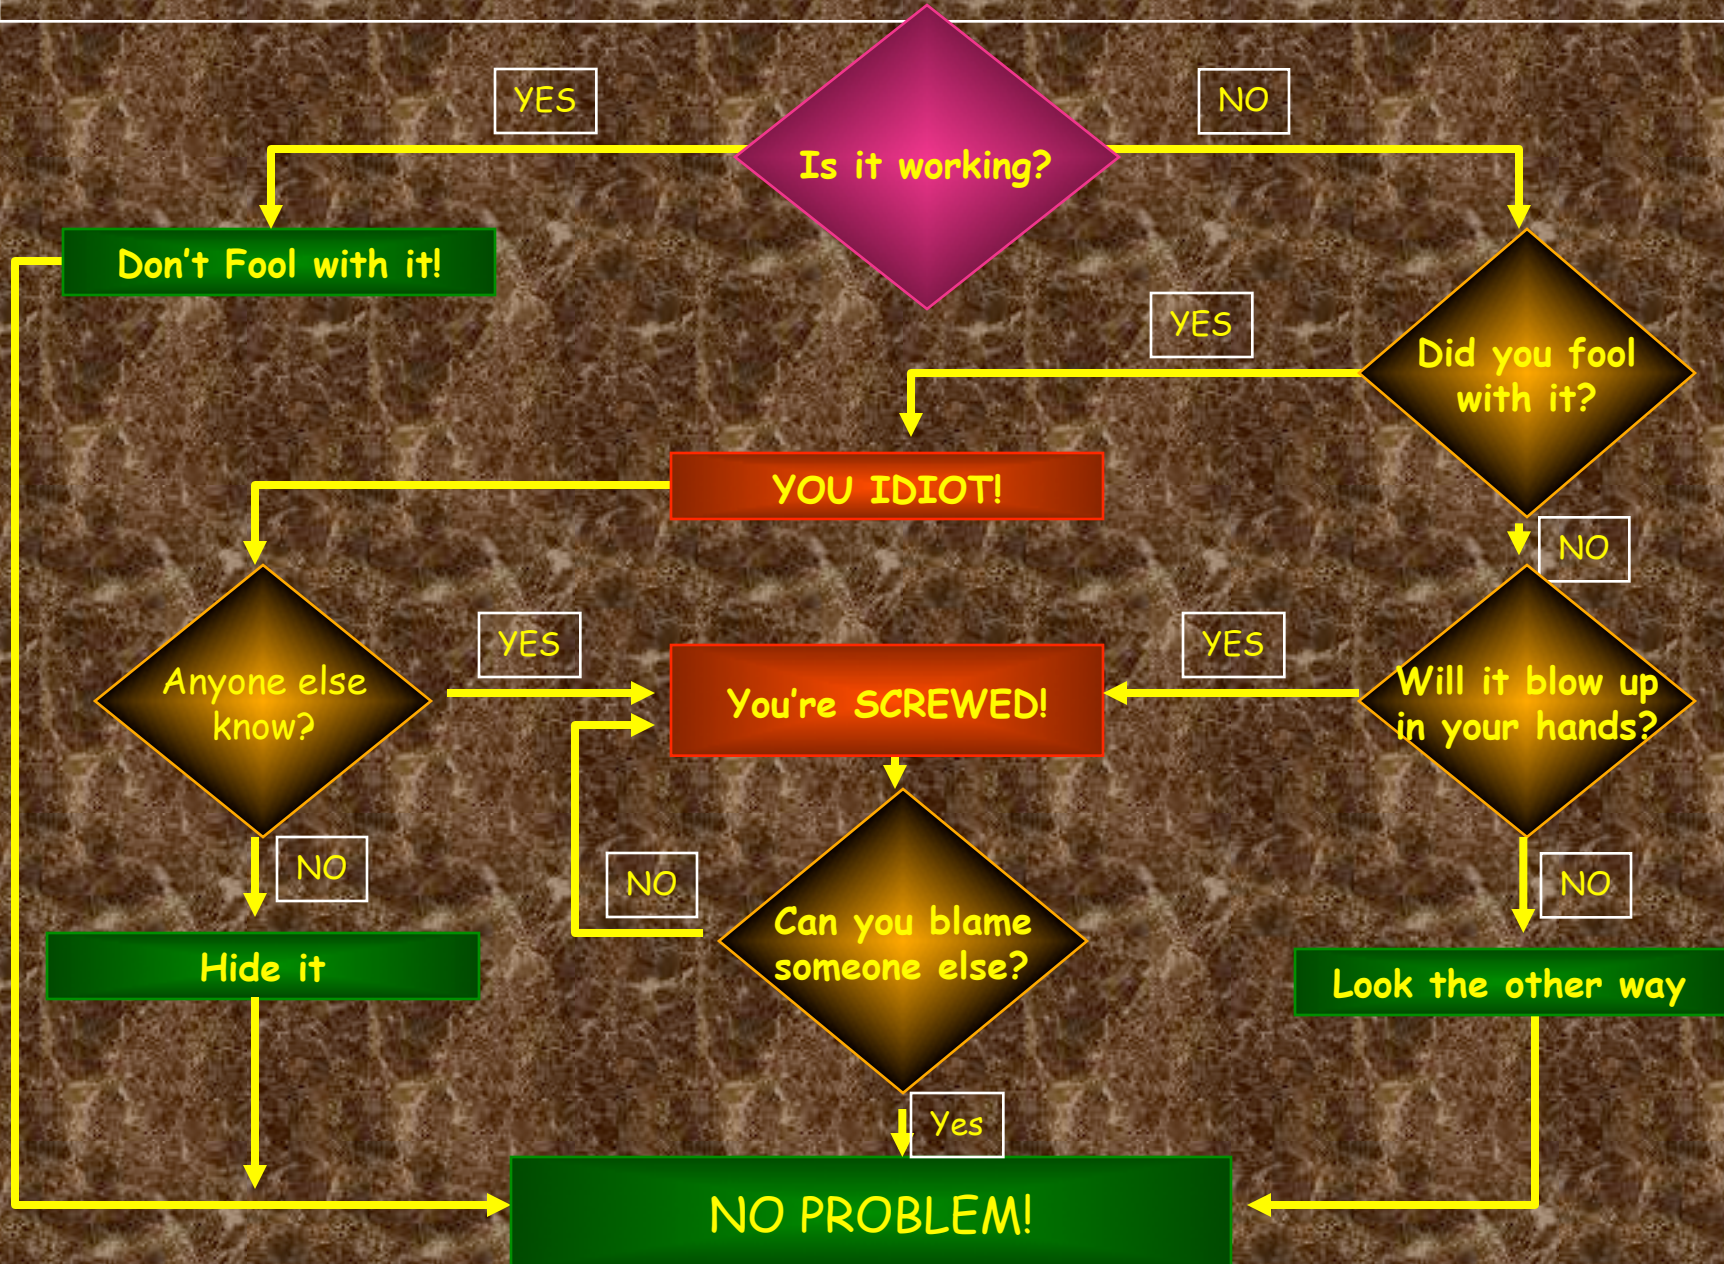 YES
NO
Is it working?
Don't Fool with it!
YES
Did you fool
with it?
YOU IDIOT!
NO
YES
YES
Anyone else
know?
You're SCREWED!
Will it blow up
in your hands?
NO
NO
NO
Can you blame
someone else?
Hide it
Look the other way
Yes
NO PROBLEM!